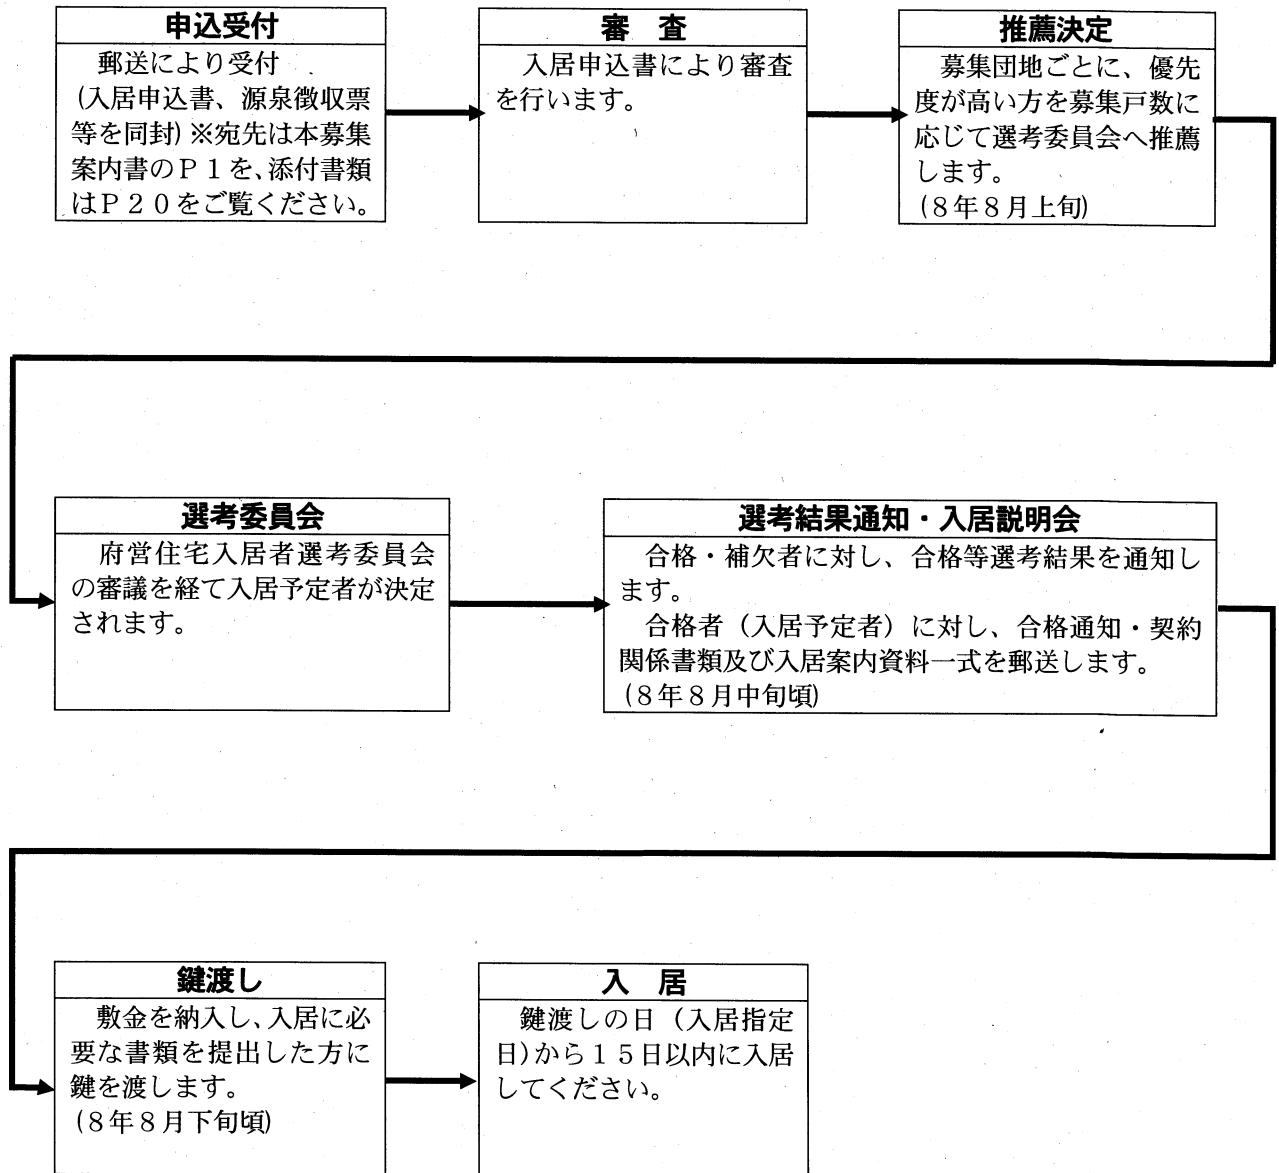 申込受付
郵送により受付
(入居申込書、源泉徴収票
等を同封)※宛先は本募集
案内書のP1を、添付書類
はP20をご覧ください。
審　査
入居申込書により審査
を行います。
推薦決定
募集団地ごとに、優先
度が高い方を募集戸数に
応じて選考委員会へ推薦
します。
(8年8月上旬)
選考委員会
府営住宅入居者選考委員会
の審議を経て入居予定者が決定
されます。
選考結果通知・入居説明会
合格・補欠者に対し、合格等選考結果を通知し
ます。
合格者（入居予定者）に対し、合格通知・契約
関係書類及び入居案内資料一式を郵送します。
(8年8月中旬頃)
鍵渡し
敷金を納入し、入居に必
要な書類を提出した方に
鍵を渡します。
(8年8月下旬頃)
入　居
鍵渡しの日（入居指定
日)から15日以内に入居
してください。